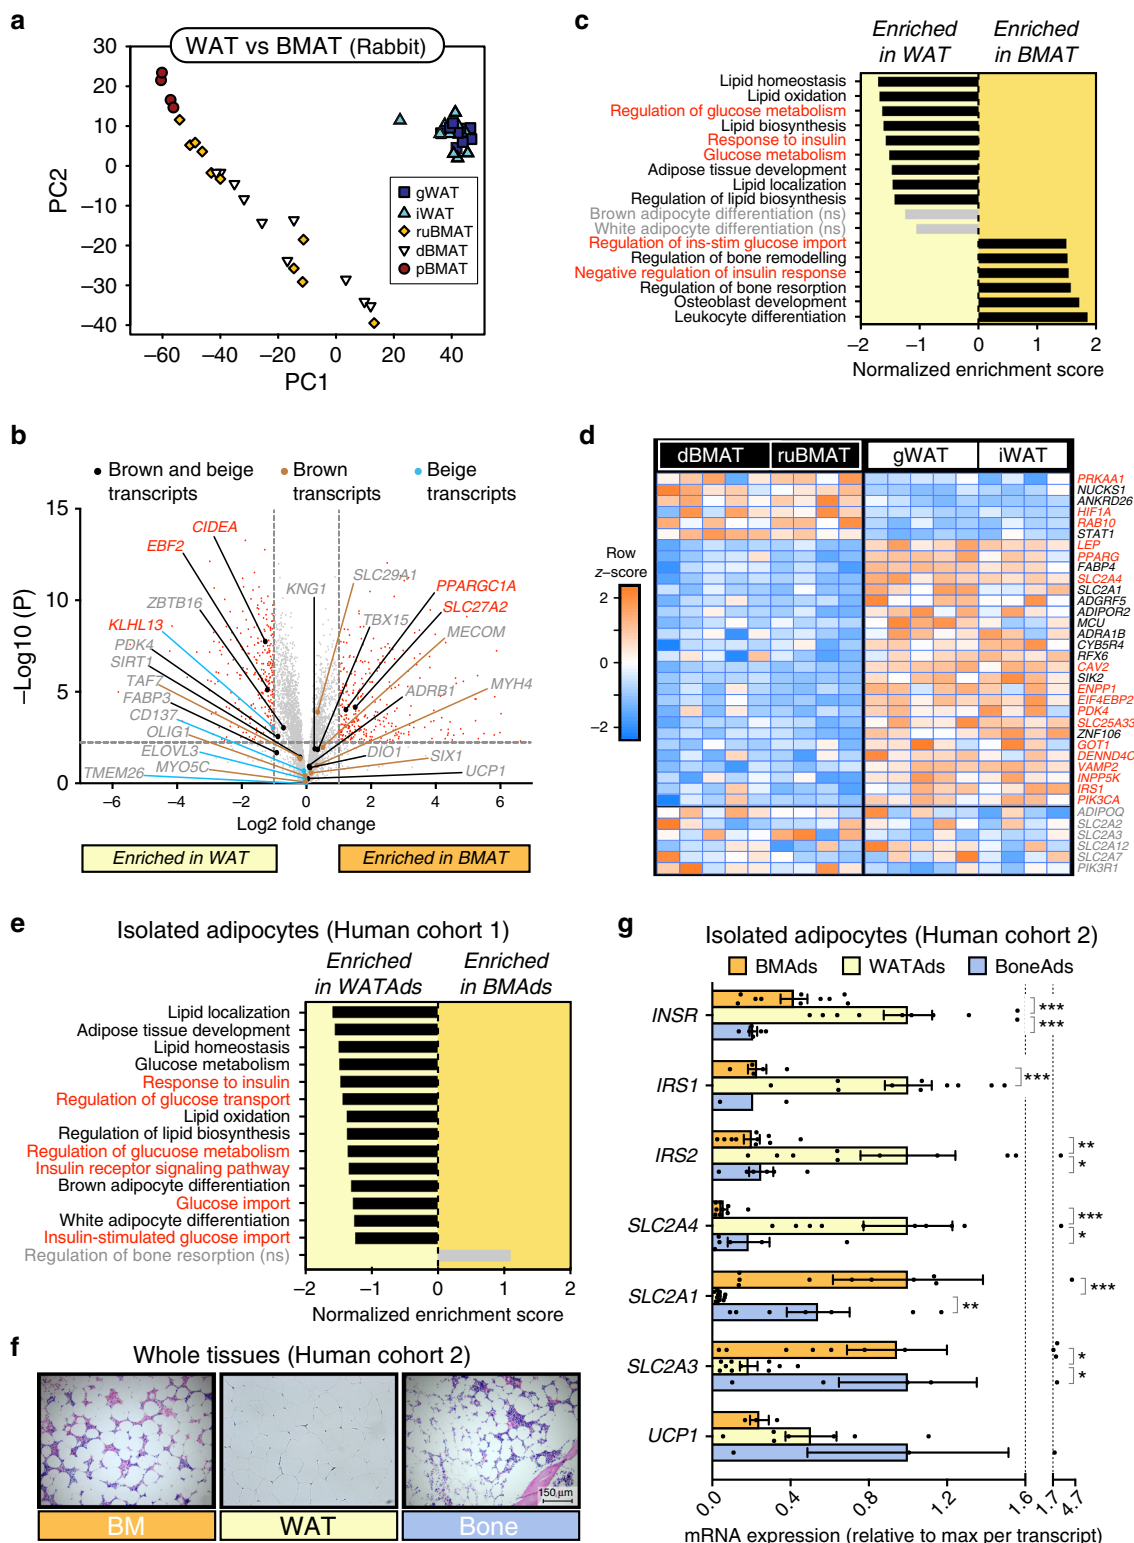 a
WAT vs BMAT (Rabbit)
30
20
10
0
−10
−20
−30
−40
PC2
−60
−40
−20
0
20
40
PC1
gWAT
iWAT
ruBMAT
dBMAT
pBMAT
c
Enriched in WAT
Enriched in BMAT
Lipid homeostasis
Lipid oxidation
Regulation of glucose metabolism
Lipid biosynthesis
Response to insulin
Glucose metabolism
Adipose tissue development
Lipid localization
Regulation of lipid biosynthesis
Brown adipocyte differentiation (ns)
White adipocyte differentiation (ns)
Regulation of ins-stim glucose import
Regulation of bone remodelling
Negative regulation of insulin response
Regulation of bone resorption
Osteoblast development
Leukocyte differentiation
−2
−1
0
1
2
Normalized enrichment score
b
Brown and beige transcripts
Brown transcripts
Beige transcripts
15
10
5
0
−Log10 (P)
CIDEA
EBF2
ZBTB16
KLHL13
PDK4
SIRT1
TAF7
FABP3
CD137
OLIG1
ELOVL3
MYO5C
TMEM26
KNG1
SLC29A1
TBX15
PPARGC1A
SLC27A2
MECOM
MYH4
ADRB1
DIO1
SIX1
UCP1
−6
−4
−2
0
2
4
6
Log2 fold change
Enriched in WAT
Enriched in BMAT
d
dBMAT
ruBMAT
gWAT
iWAT
Row z−score
2
0
−2
PRKAA1
NUCKS1
ANKRD26
HIF1A
RAB10
STAT1
LEP
PPARG
FABP4
SLC2A4
SLC2A1
ADGRF5
ADIPOR2
MCU
ADRA1B
CYB5R4
RFX6
CAV2
SIK2
ENPP1
EIF4EBP2
PDK4
SLC25A33
ZNF106
GOT1
DENND4C
VAMP2
INPP5K
IRS1
PIK3CA
ADIPOQ
SLC2A2
SLC2A3
SLC2A12
SLC2A7
PIK3R1
e
Isolated adipocytes (Human cohort 1)
Enriched in WATAds
Enriched in BMAds
Lipid localization
Adipose tissue development
Lipid homeostasis
Glucose metabolism
Response to insulin
Regulation of glucose transport
Lipid oxidation
Regulation of lipid biosynthesis
Regulation of glucuose metabolism
Insulin receptor signaling pathway
Brown adipocyte differentiation
Glucose import
White adipocyte differentiation
Insulin-stimulated glucose import
Regulation of bone resorption (ns)
−2
−1
0
1
2
Normalized enrichment score
f
Whole tissues (Human cohort 2)
150 µm
BM
WAT
Bone
g
Isolated adipocytes (Human cohort 2)
BMAds
WATAds
BoneAds
INSR
***
***
IRS1
***
IRS2
**
*
SLC2A4
***
*
SLC2A1
***
**
SLC2A3
*
*
UCP1
0.0
0.4
0.8
1.2
1.6
1.7
4.7
mRNA expression (relative to max per transcript)